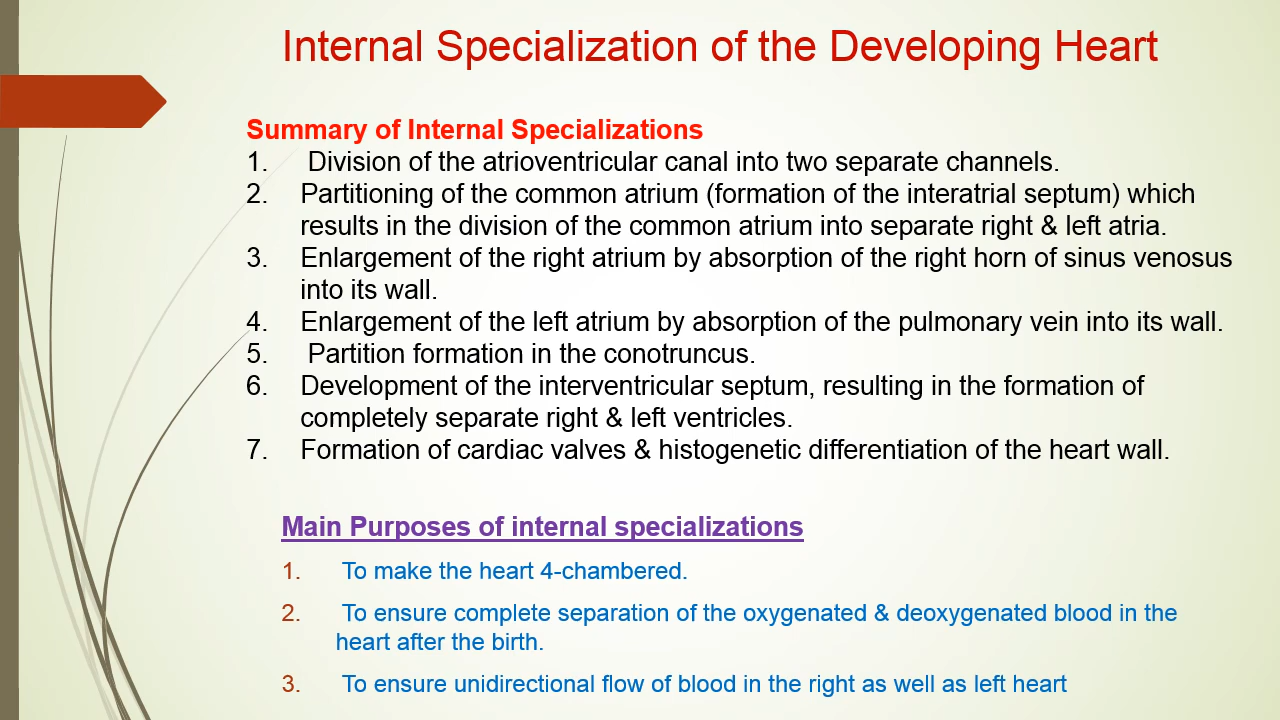 Internal Specialization of the Developing Heart
Summary of Internal Specializations
1. Division of the atrioventricular canal into two separate channels.
2. Partitioning of the common atrium (formation of the interatrial septum) which
results in the division of the common atrium into separate right & left atria.
3. Enlargement of the right atrium by absorption of the right horn of sinus venosus
into its wall.
4. Enlargement of the left atrium by absorption of the pulmonary vein into its wall.
5. Partition formation in the conotruncus.
6. Development of the interventricular septum, resulting in the formation of
completely separate right & left ventricles.
7. Formation of cardiac valves & histogenetic differentiation of the heart wall.
Main Purposes of internal specializations
1. To make the heart 4-chambered.
2. To ensure complete separation of the oxygenated & deoxygenated blood in the
heart after the birth.
3. To ensure unidirectional flow of blood in the right as well as left heart